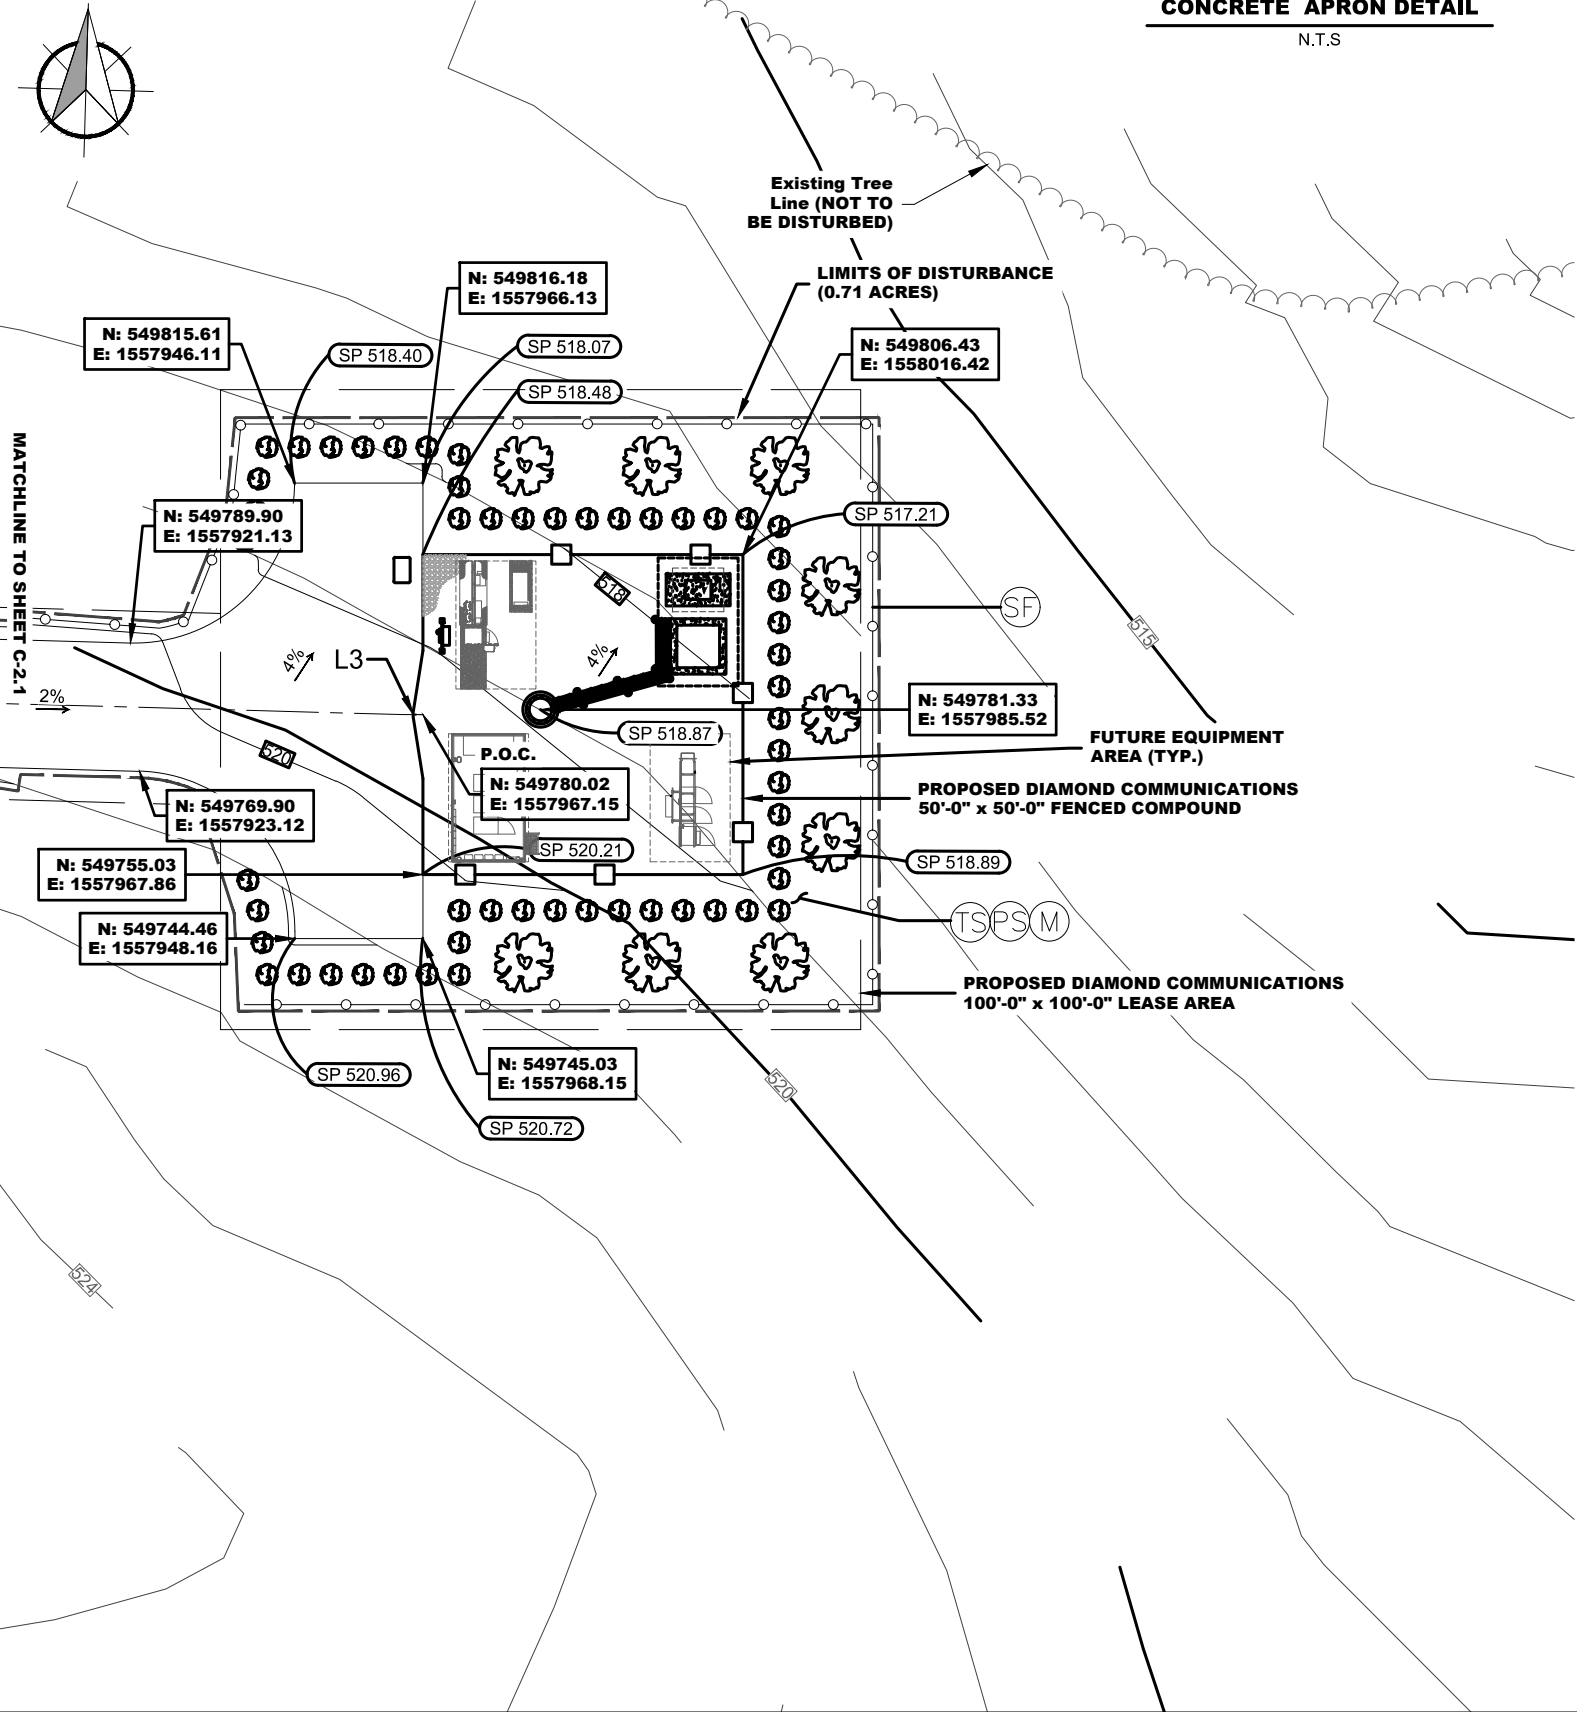 CONCRETE APRON DETAIL
N.T.S
Existing Tree
Line (NOT TO
BE DISTURBED)
LIMITS OF DISTURBANCE
(0.71 ACRES)
N: 549816.18
E: 1557966.13
N: 549815.61
E: 1557946.11
SP 518.40
SP 518.07
SP 518.48
N: 549806.43
E: 1558016.42
MATCHLINE TO SHEET C-2.1
N: 549789.90
E: 1557921.13
SP 517.21
518
SF
515
4%
L3
4%
2%
N: 549781.33
E: 1557985.52
SP 518.87
520
P.O.C.
N: 549780.02
E: 1557967.15
FUTURE EQUIPMENT
AREA (TYP.)
PROPOSED DIAMOND COMMUNICATIONS
50'-0" x 50'-0" FENCED COMPOUND
N: 549769.90
E: 1557923.12
SP 520.21
SP 518.89
N: 549755.03
E: 1557967.86
N: 549744.46
E: 1557948.16
TS PS M
PROPOSED DIAMOND COMMUNICATIONS
100'-0" x 100'-0" LEASE AREA
SP 520.96
N: 549745.03
E: 1557968.15
520
SP 520.72
524